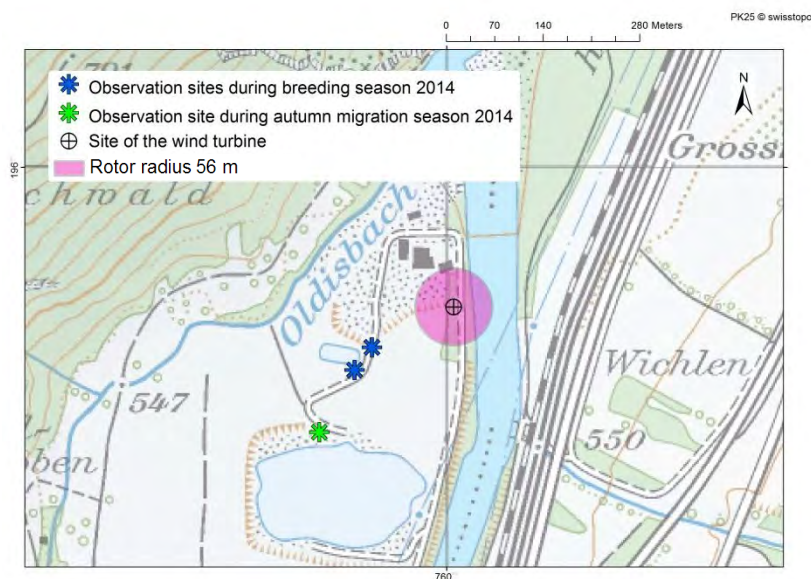 0 70 140 280 Meters
PK25 © swisstopo
791
Observation sites during breeding season 2014
Observation site during autumn migration season 2014
Site of the wind turbine
Rotor radius 56 m
N
196
chwald
Oldisbach
Wichlen
547
550
760